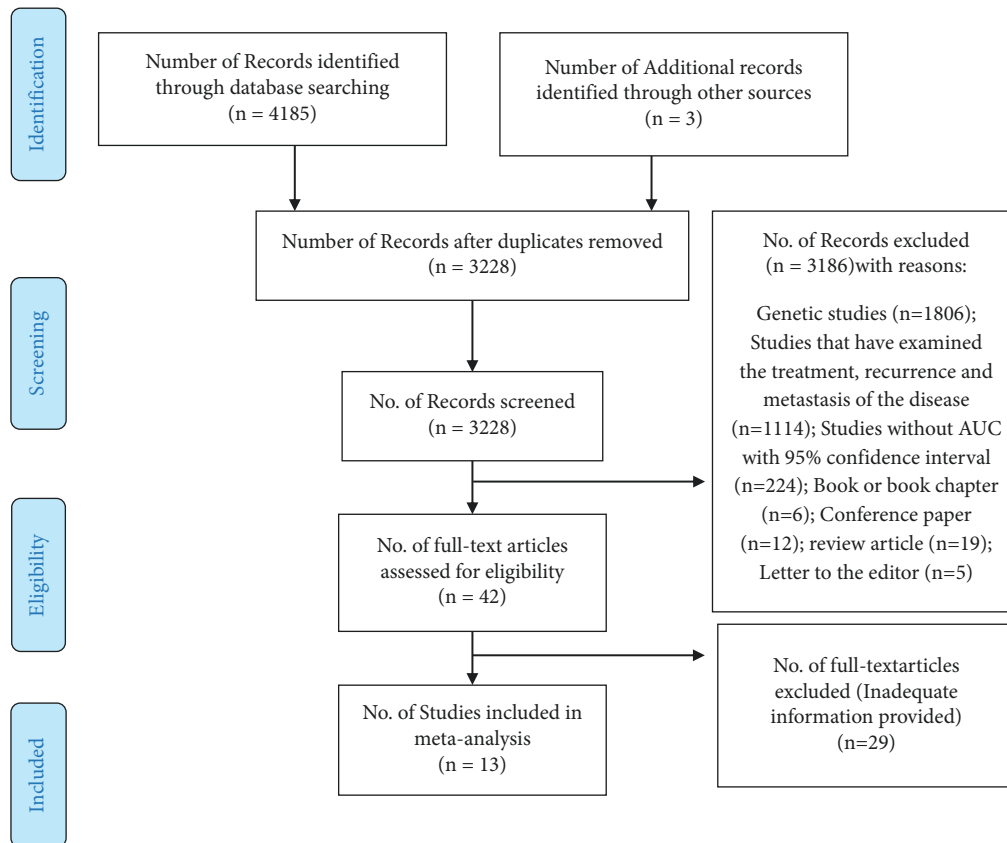 Identification
Number of Records identified
through database searching
(n = 4185)
Number of Additional records
identified through other sources
(n = 3)
Number of Records after duplicates removed
(n = 3228)
Screening
No. of Records screened
(n = 3228)
No. of Records excluded
(n = 3186)with reasons:
Genetic studies (n=1806);
Studies that have examined
the treatment, recurrence and
metastasis of the disease
(n=1114); Studies without AUC
with 95% confidence interval
(n=224); Book or book chapter
(n=6); Conference paper
(n=12); review article (n=19);
Letter to the editor (n=5)
Eligibility
No. of full-text articles
assessed for eligibility
(n = 42)
No. of full-textarticles
excluded (Inadequate
information provided)
(n=29)
Included
No. of Studies included in
meta-analysis
(n = 13)